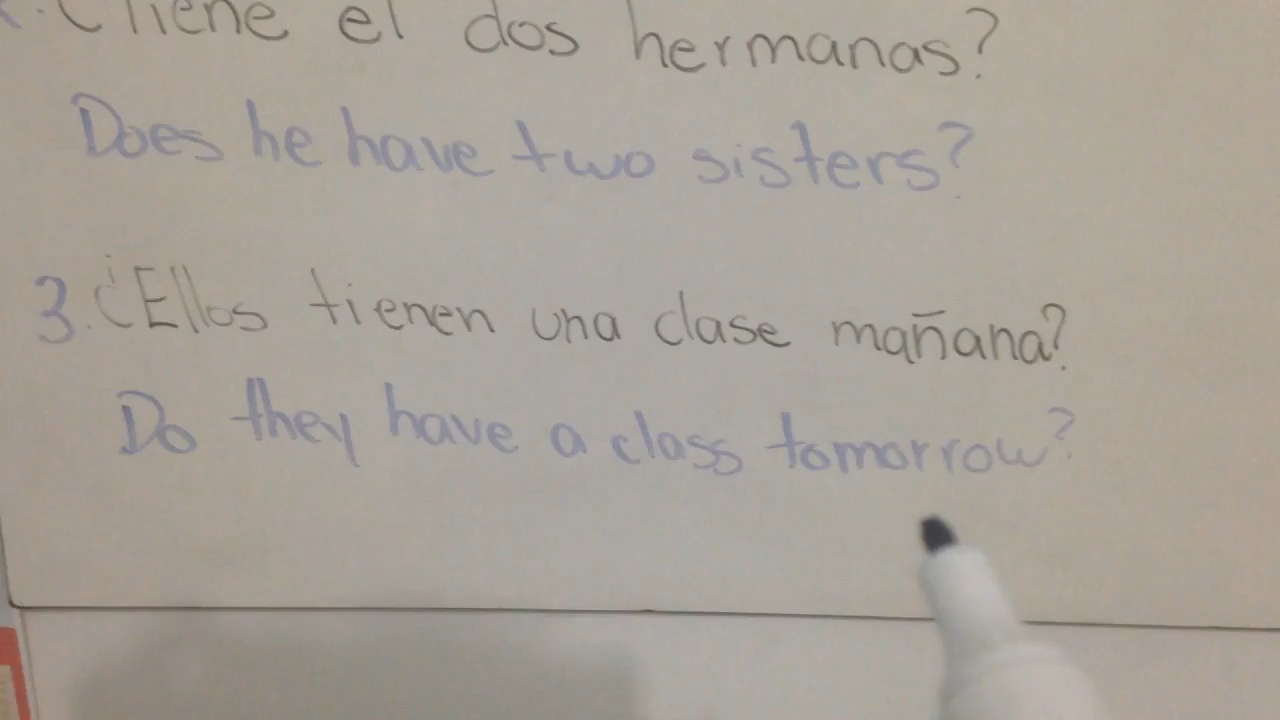 ¿Tiene el dos hermanas?
Does he have two sisters?
3. ¿Ellos tienen una clase mañana?
Do they have a class tomorrow?